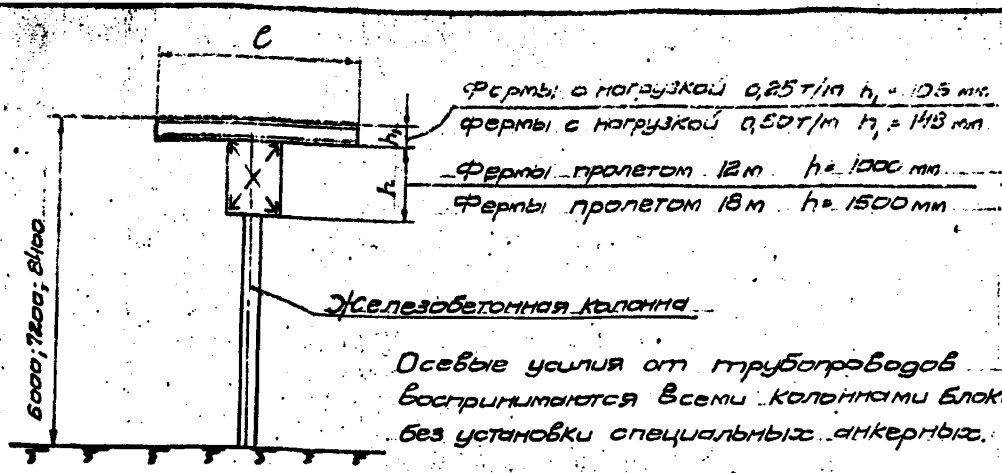 ℓ
фермы с нагрузкой 0,25 т/м h₁ = 103 мм.
фермы с нагрузкой 0,50 т/м h₁ = 143 мм
h₁
h
Фермы пролетом 12 м h = 1000 мм
Фермы пролетом 18 м h = 1500 мм
6000; 7200; 8400
Железобетонная колонна
Осевые усилия от трубопроводов
воспринимаются всеми колоннами блок
без установки специальных анкерных.